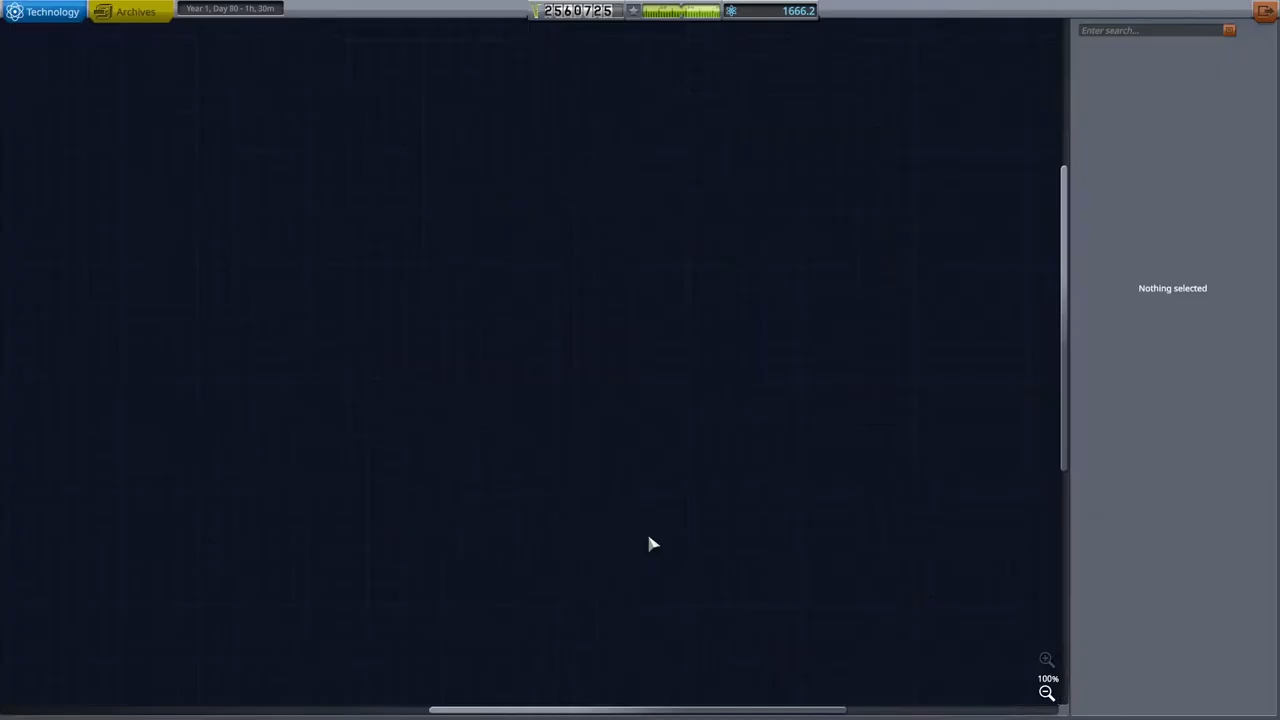 Technology
Archives
Year 1, Day 80 - 1h, 30m
2560725
1666.2
Enter search...
Nothing selected
100%